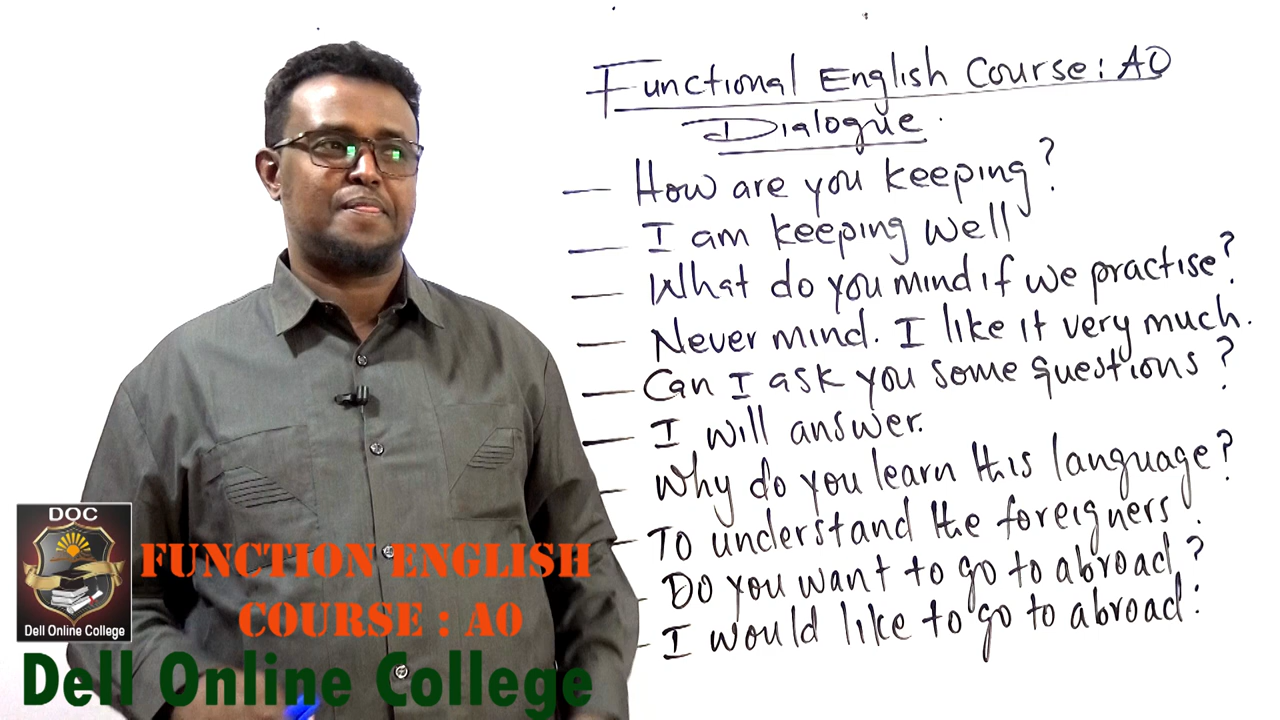 Functional English Course: A0
Dialogue.
— How are you keeping?
— I am keeping well
— What do you mind if we practise?
— Never mind. I like it very much.
— Can I ask you some questions?
— I will answer.
— Why do you learn this language?
— To understand the foreigners.
— Do you want to go to abroad?
— I would like to go to abroad:
DOC
Dell Online College
FUNCTION ENGLISH
COURSE : A0
Dell Online College